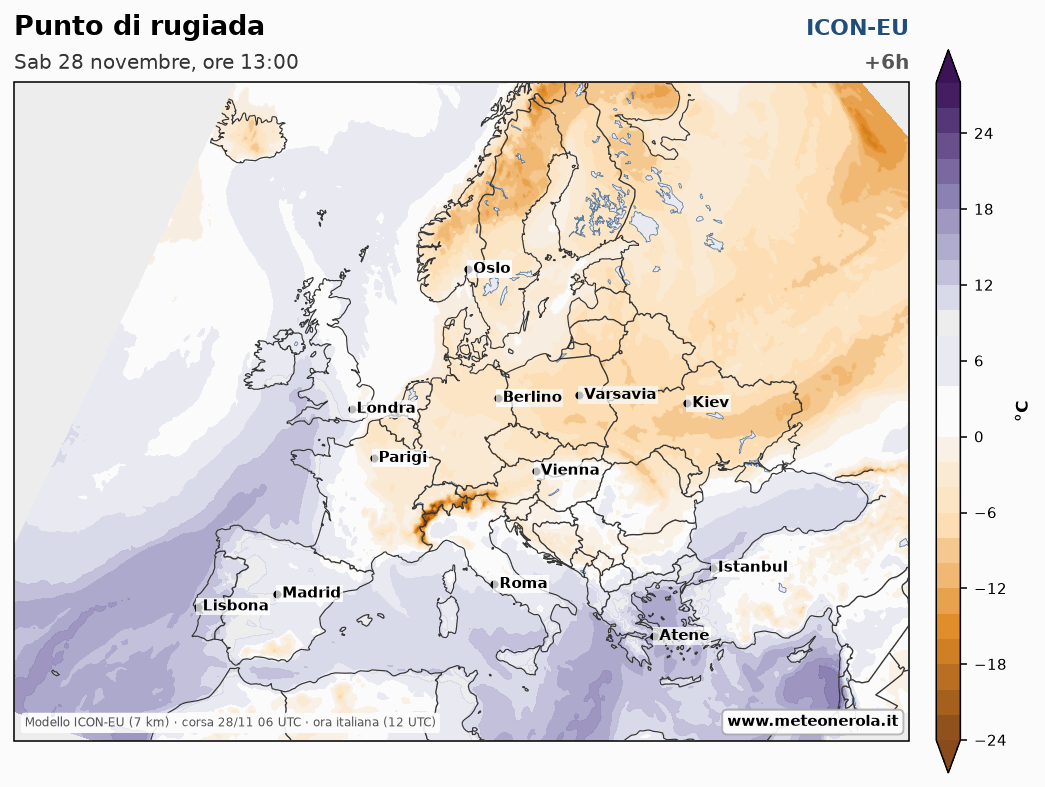 Punto di rugiada
ICON-EU
Sab 28 novembre, ore 13:00
+6h
Oslo
Berlino
Varsavia
Kiev
Londra
Parigi
Vienna
Istanbul
Roma
Madrid
Lisbona
Atene
Modello ICON-EU (7 km) · corsa 28/11 06 UTC · ora italiana (12 UTC)
www.meteonerola.it
24
18
12
6
0
−6
−12
−18
−24
°C